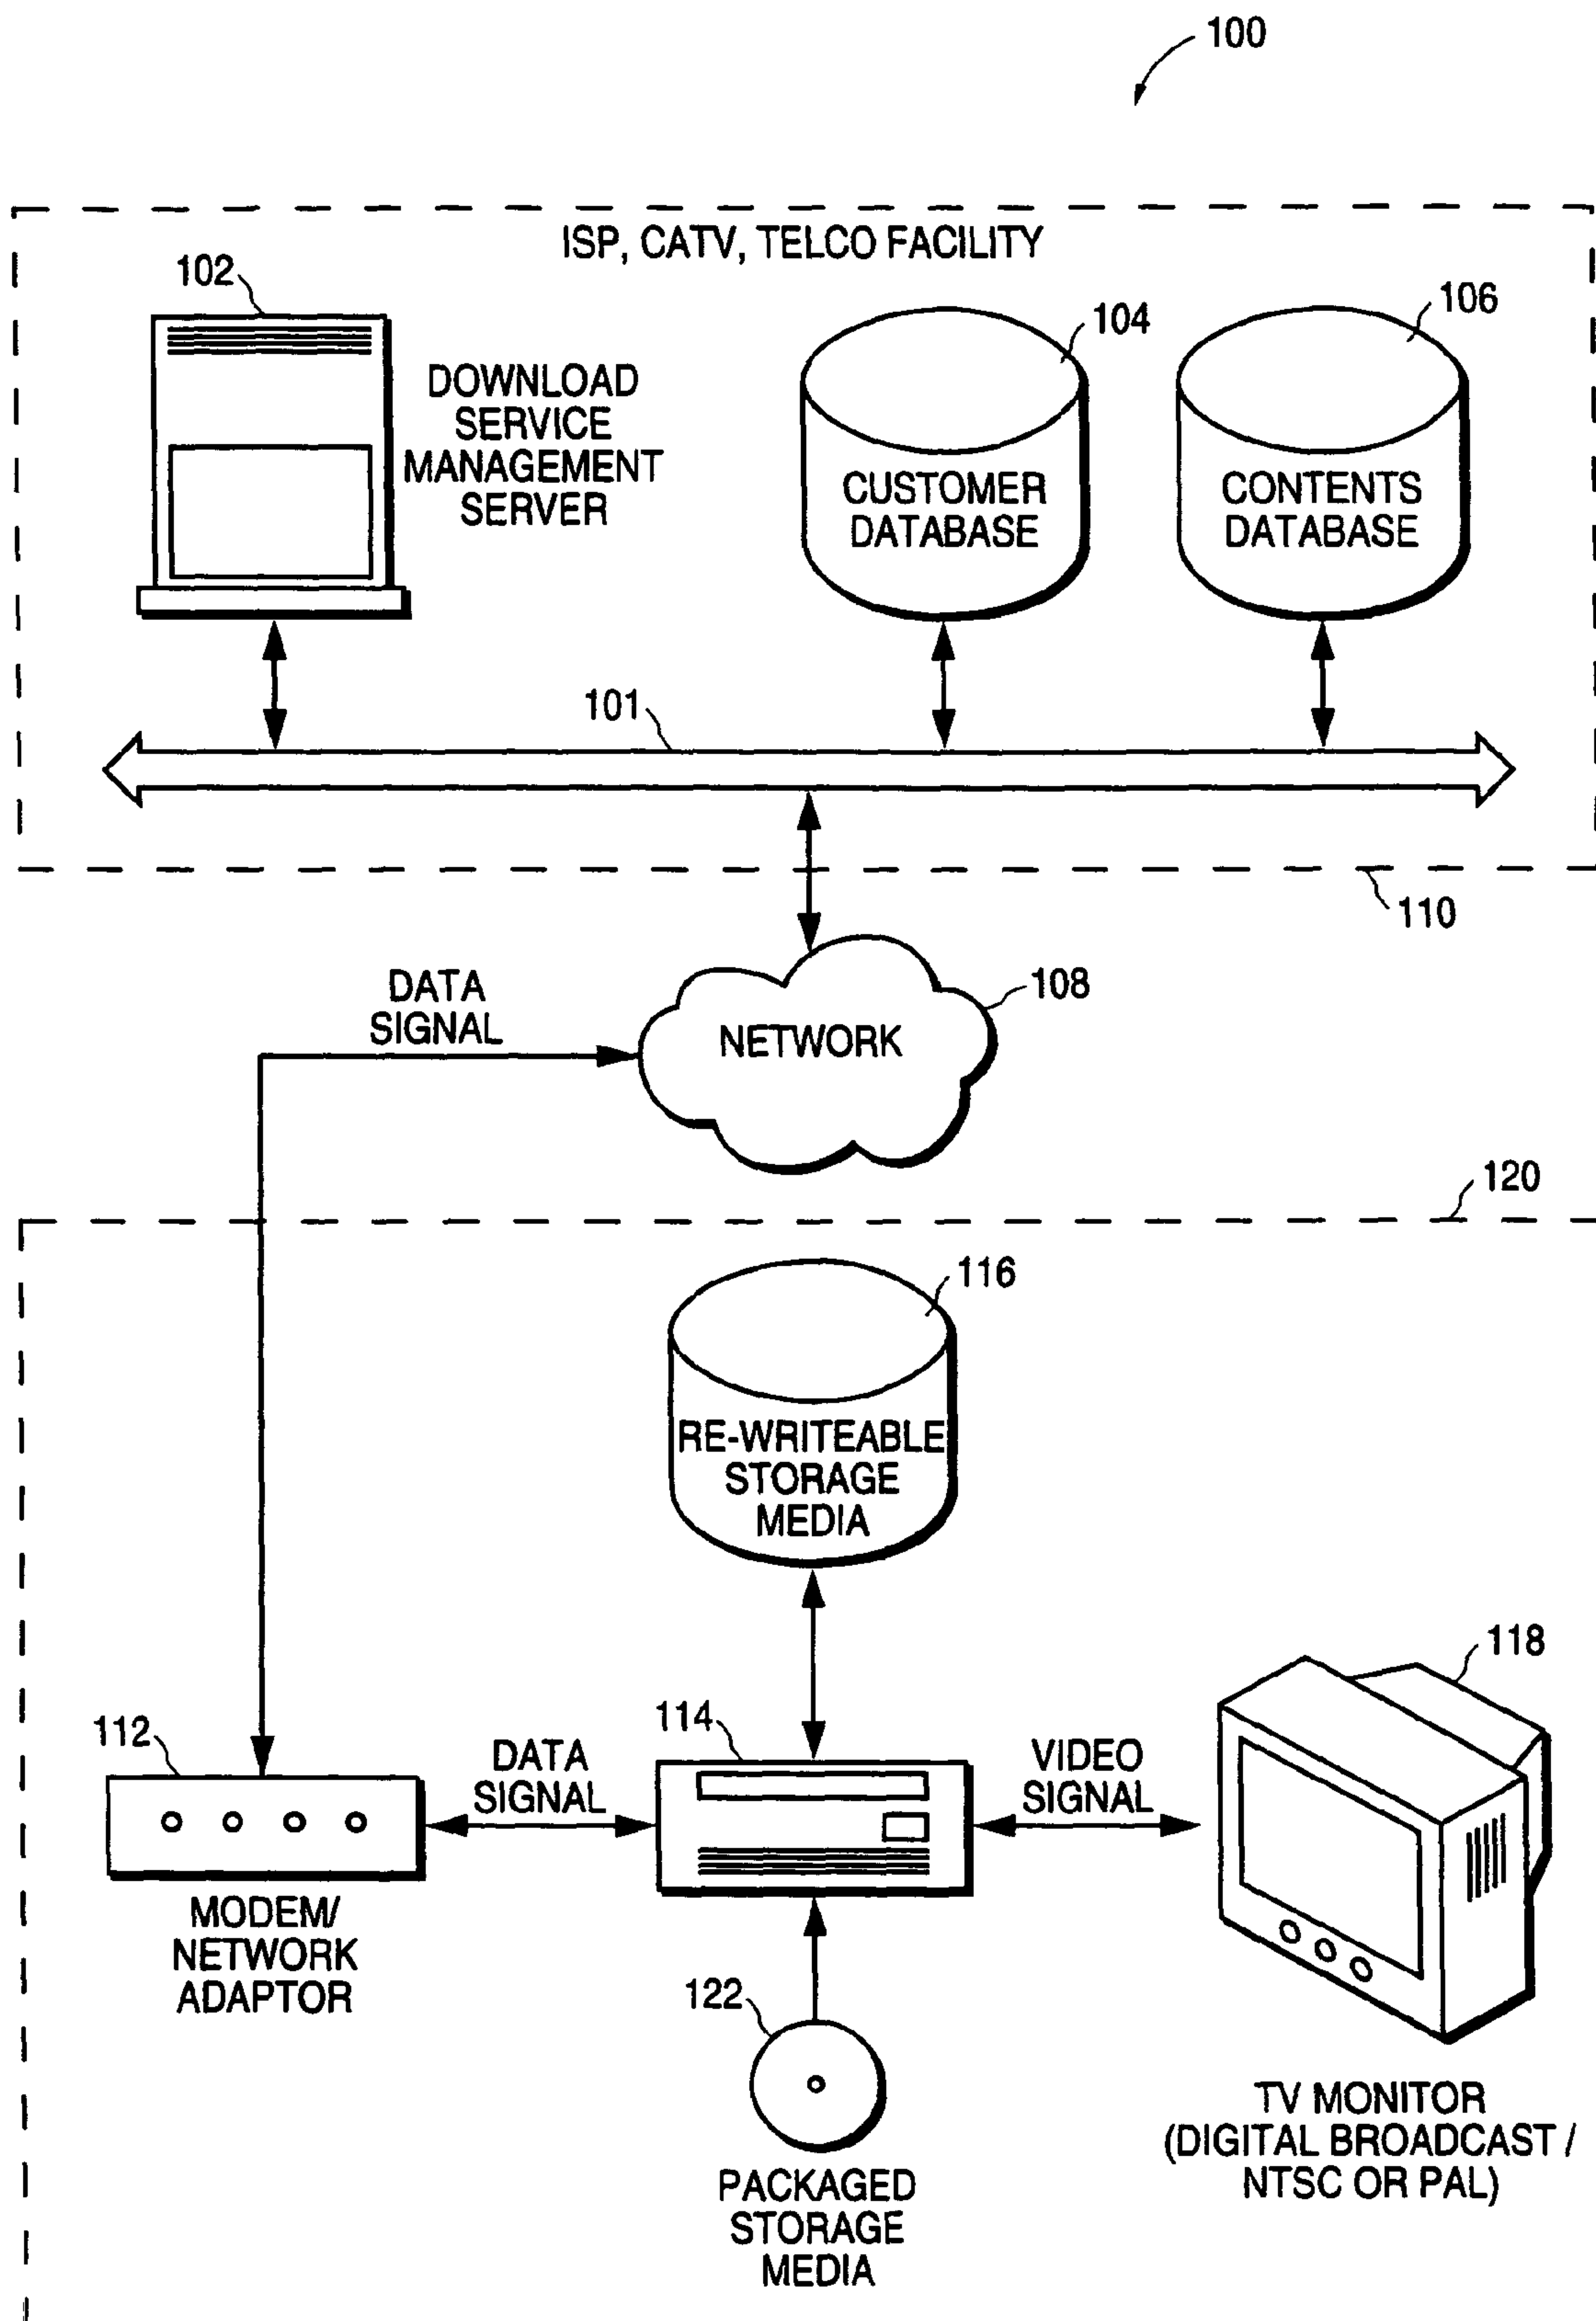 100
ISP, CATV, TELCO FACILITY
102
DOWNLOAD
SERVICE
MANAGEMENT
SERVER
104
CUSTOMER
DATABASE
106
CONTENTS
DATABASE
101
110
DATA
SIGNAL
NETWORK
108
120
116
RE-WRITEABLE
STORAGE
MEDIA
112
MODEM/
NETWORK
ADAPTOR
DATA
SIGNAL
114
VIDEO
SIGNAL
118
TV MONITOR
(DIGITAL BROADCAST /
NTSC OR PAL)
122
PACKAGED
STORAGE
MEDIA